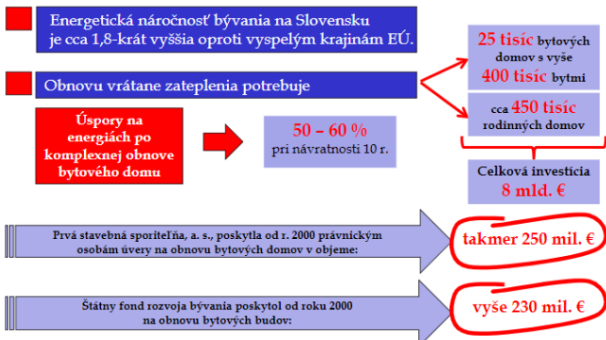 Energetická náročnosť bývania na Slovensku
je cca 1,8-krát vyššia oproti vyspelým krajinám EÚ.
25 tisíc bytových
domov s vyše
400 tisíc bytmi
Obnovu vrátane zateplenia potrebuje
cca 450 tisíc
rodinných domov
Úspory na
energiách po
komplexnej obnove
bytového domu
50 – 60 %
pri návratnosti 10 r.
Celková investícia
8 mld. €
Prvá stavebná sporiteľňa, a. s., poskytla od r. 2000 právnickým
osobám úvery na obnovu bytových domov v objeme:
takmer 250 mil. €
Štátny fond rozvoja bývania poskytol od roku 2000
na obnovu bytových budov:
vyše 230 mil. €